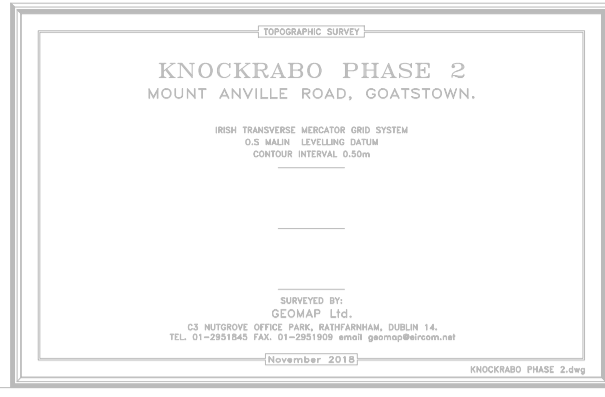 TOPOGRAPHIC SURVEY
KNOCKRABO PHASE 2
MOUNT ANVILLE ROAD, GOATSTOWN.
IRISH TRANSVERSE MERCATOR GRID SYSTEM
O.S MALIN LEVELLING DATUM
CONTOUR INTERVAL 0.50m
SURVEYED BY:
GEOMAP Ltd.
C3 NUTGROVE OFFICE PARK, RATHFARNHAM, DUBLIN 14.
TEL. 01-2951845 FAX. 01-2951909 email geomap@eircom.net
November 2018
KNOCKRABO PHASE 2.dwg